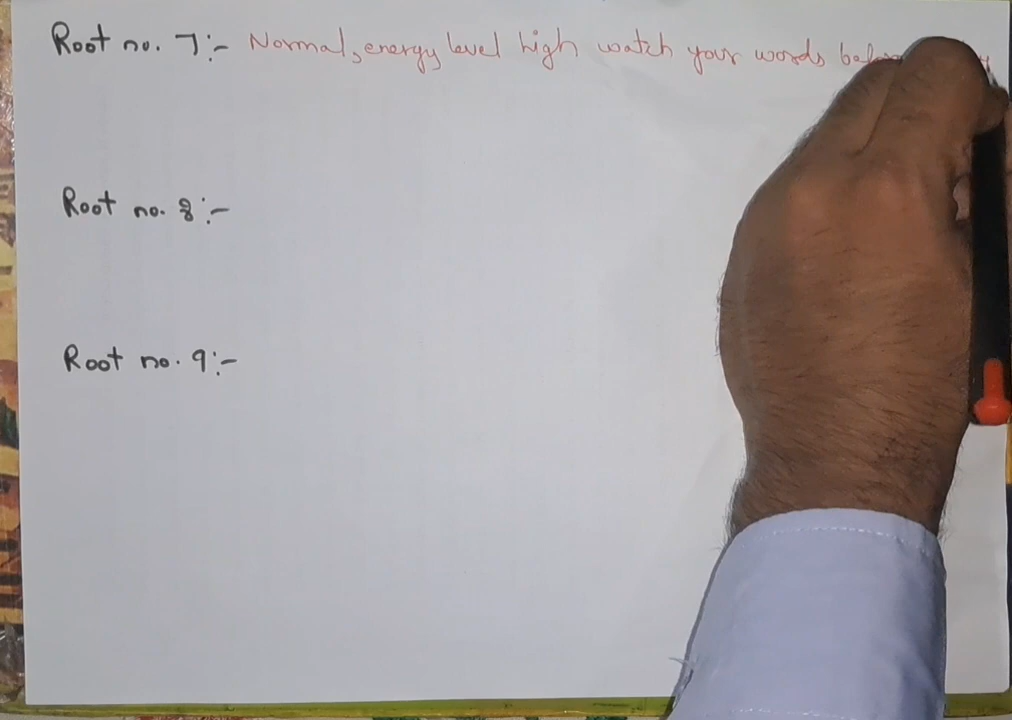 Root no. 7:- Normal, energy level high watch your words
Root no. 8:-
Root no. 9:-